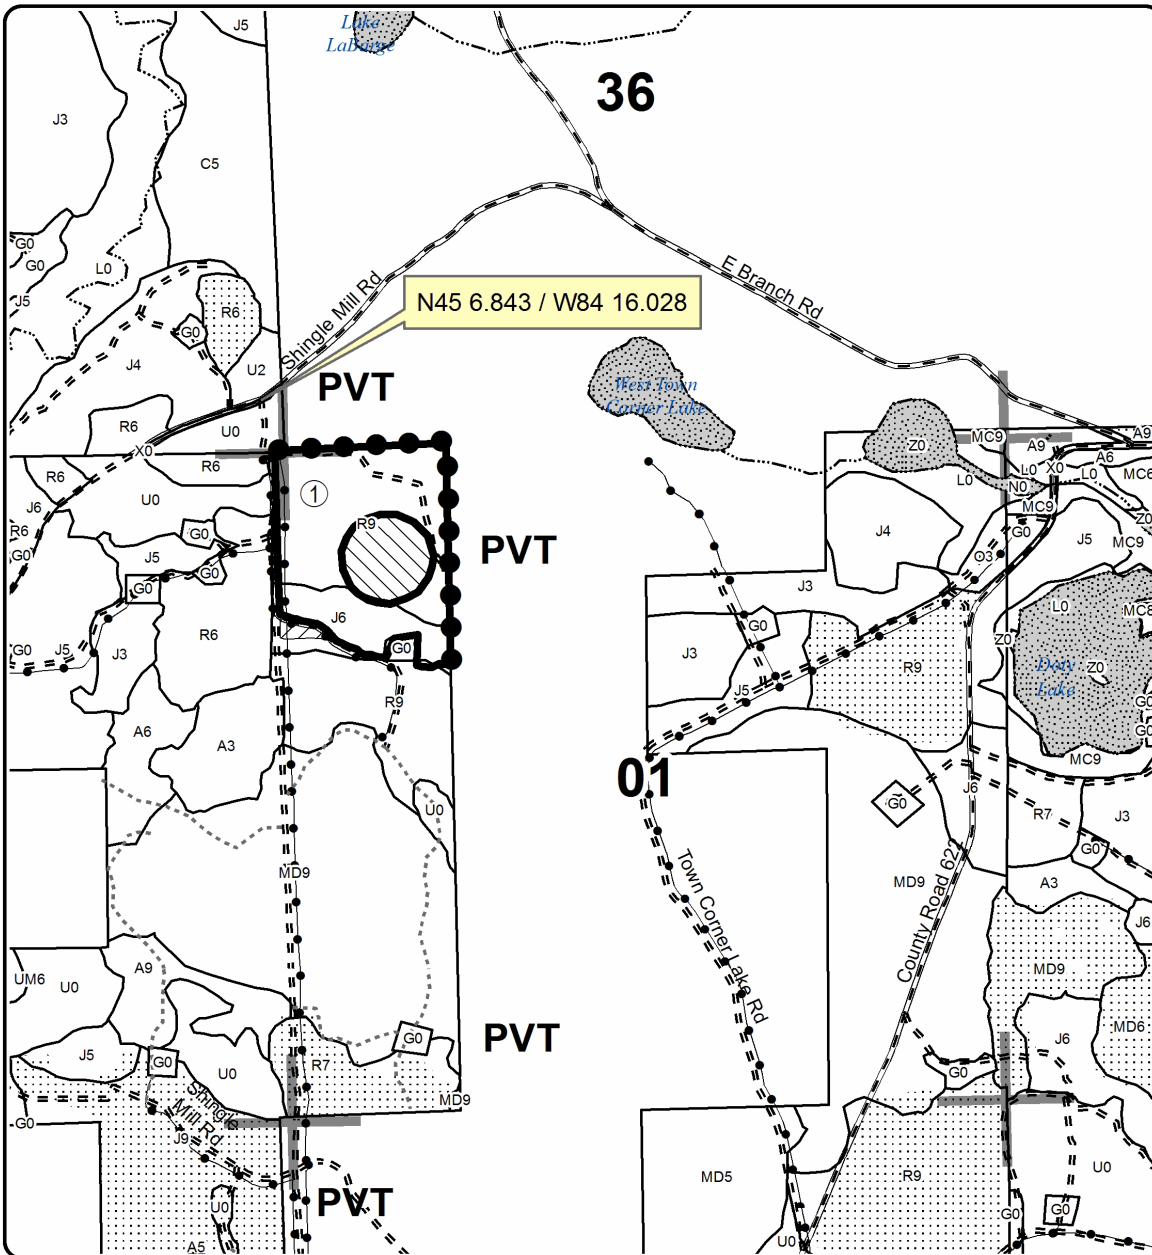 J5
Lake
LaBarge
36
J3
C5
G0
G0
L0
J5
E Branch Rd
Shingle Mill Rd
N45 6.843 / W84 16.028
R6
G0
J4
U2
PVT
West Town
Corner Lake
R6
U0
X0
R6
R6
U0
J6
R6
G0
1
R9
G0
J5
G0
G0
PVT
Z0
MC9
A9
A9
A6
L0
X0
L0
MC6
L0
N0
MC9
Z0
J4
G0
J5
MC9
O3
J3
L0
MC8
G0
R6
J6
G0
G0
J5
J3
J3
R9
Z0
Z0
Doty
Lake
J5
G0
G0
R9
A6
A3
MC9
01
J6
G0
R7
J3
U0
G0
MD9
MD9
A3
Town Corner Lake Rd
County Road 622
J6
UM6
U0
A9
MD9
MD6
PVT
G0
J5
G0
R7
J6
U0
G0
MD9
Shingle
Mill Rd
G0
J9
PVT
MD5
R9
U0
U0
G0
G0
A5
U0